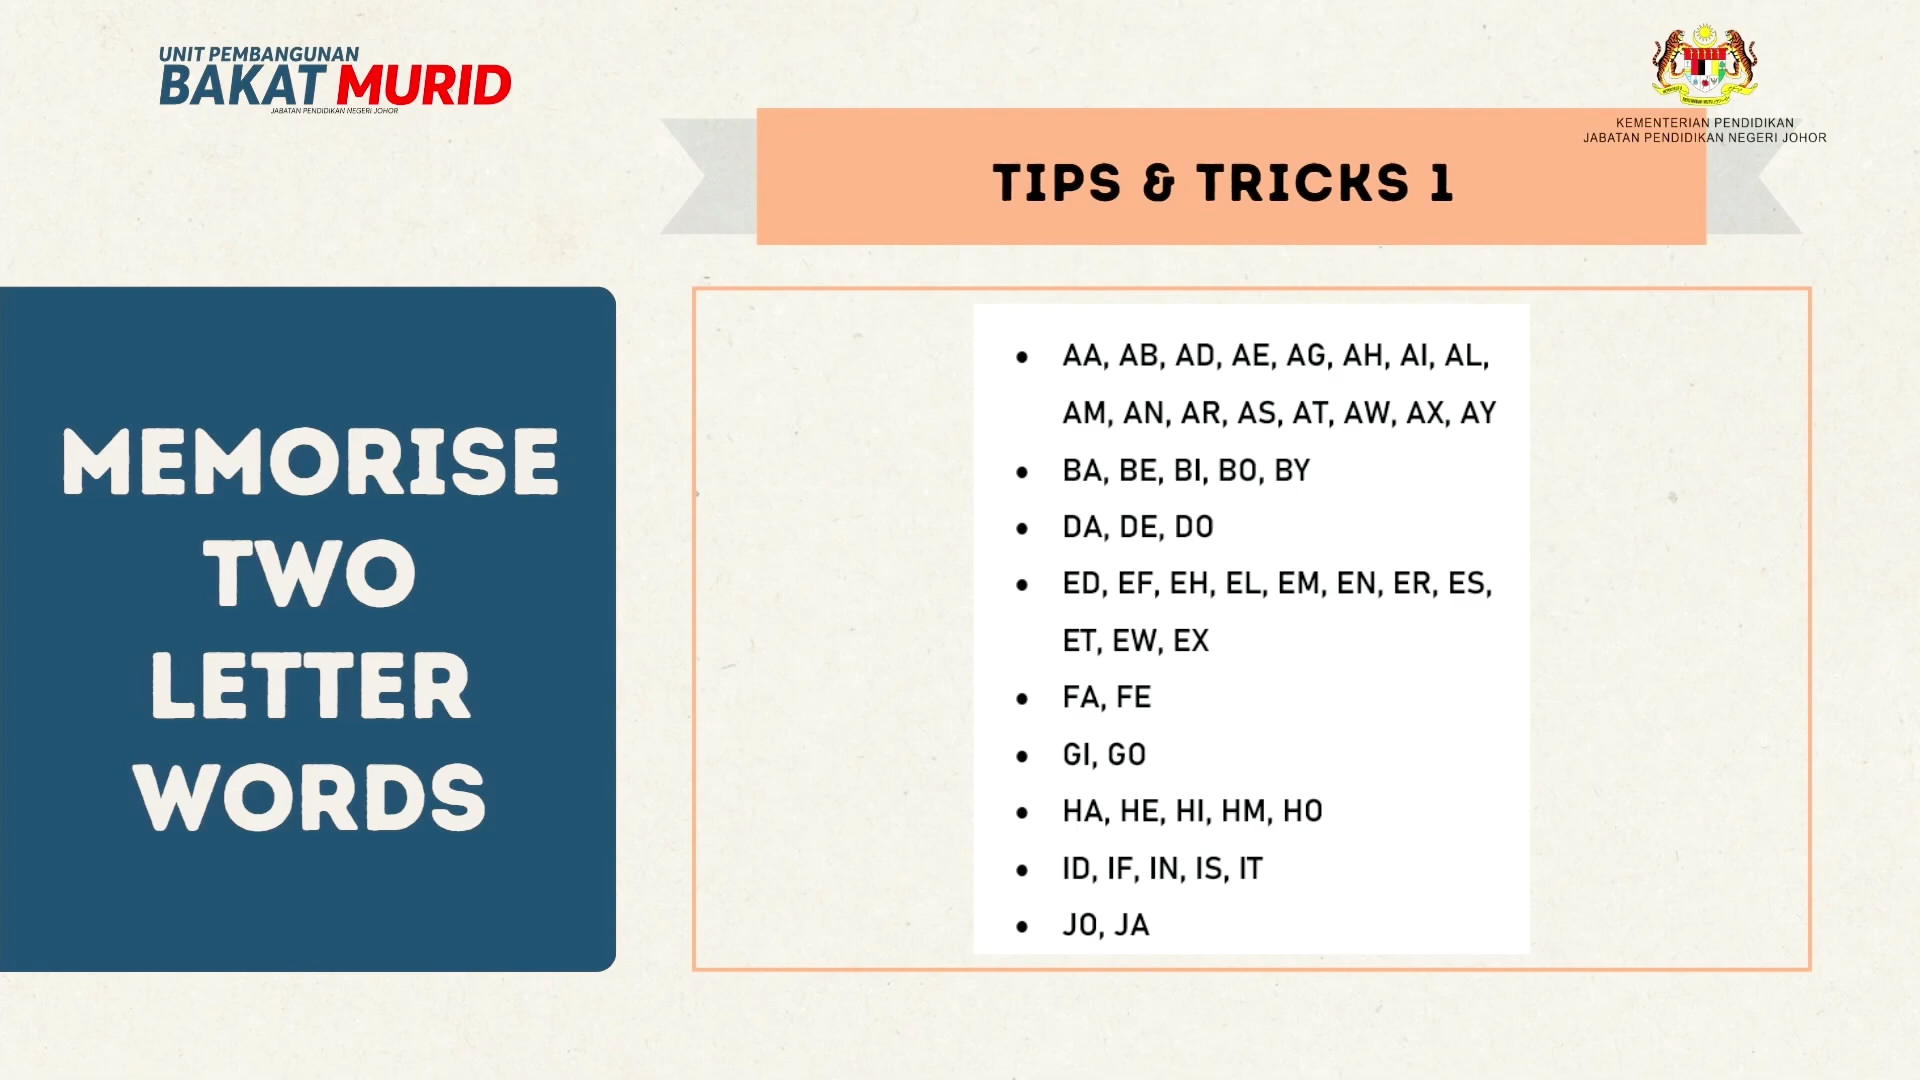 UNIT PEMBANGUNAN
BAKAT MURID
JABATAN PENDIDIKAN NEGERI JOHOR
KEMENTERIAN PENDIDIKAN
JABATAN PENDIDIKAN NEGERI JOHOR
TIPS & TRICKS 1
MEMORISE
TWO
LETTER
WORDS
• AA, AB, AD, AE, AG, AH, AI, AL,
AM, AN, AR, AS, AT, AW, AX, AY
• BA, BE, BI, BO, BY
• DA, DE, DO
• ED, EF, EH, EL, EM, EN, ER, ES,
ET, EW, EX
• FA, FE
• GI, GO
• HA, HE, HI, HM, HO
• ID, IF, IN, IS, IT
• JO, JA